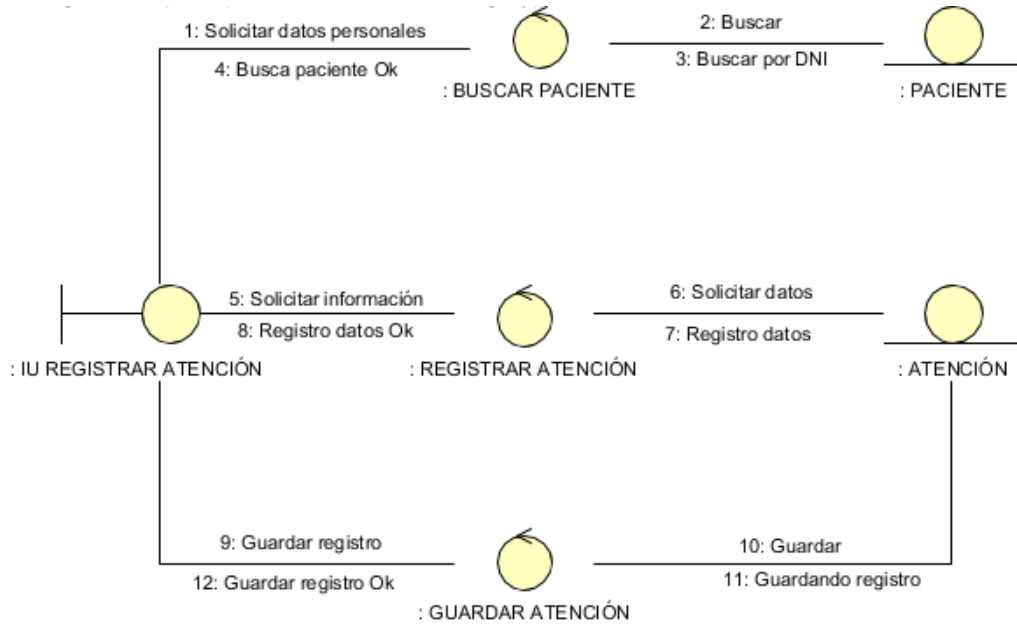 1: Solicitar datos personales
4: Busca paciente Ok
: BUSCAR PACIENTE
2: Buscar
3: Buscar por DNI
: PACIENTE
5: Solicitar información
8: Registro datos Ok
: IU REGISTRAR ATENCIÓN
: REGISTRAR ATENCIÓN
6: Solicitar datos
7: Registro datos
: ATENCIÓN
9: Guardar registro
12: Guardar registro Ok
: GUARDAR ATENCIÓN
10: Guardar
11: Guardando registro